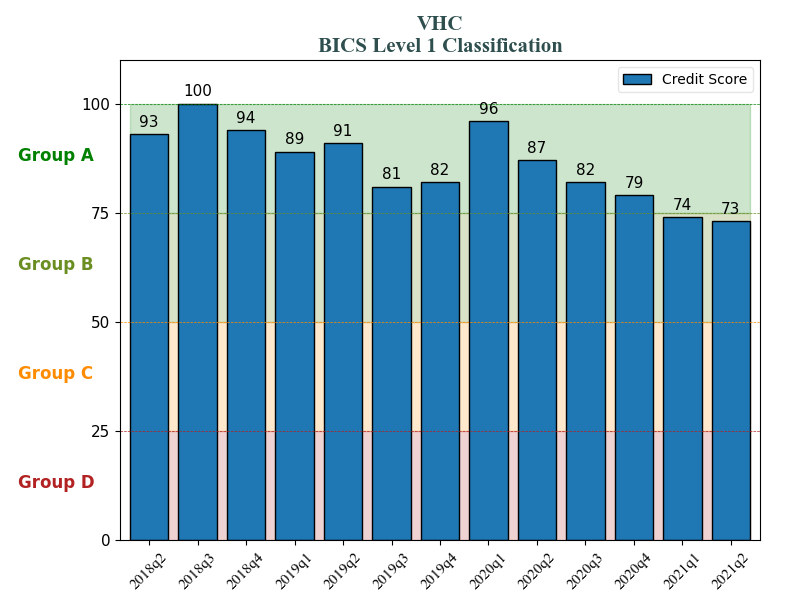 VHC
BICS Level 1 Classification
Credit Score
100
75
50
25
0
Group A
Group B
Group C
Group D
93
100
94
89
91
81
82
96
87
82
79
74
73
2018q2
2018q3
2018q4
2019q1
2019q2
2019q3
2019q4
2020q1
2020q2
2020q3
2020q4
2021q1
2021q2